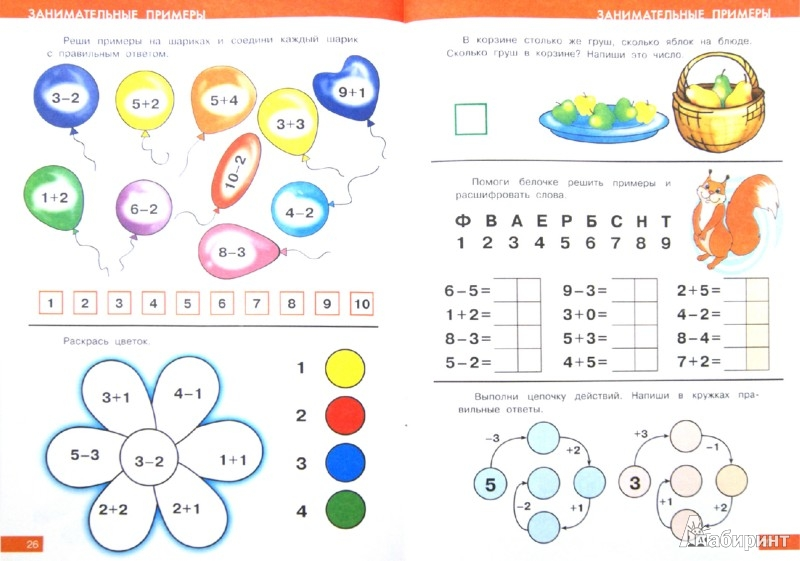 ЗАНИМАТЕЛЬНЫЕ ПРИМЕРЫ
Реши примеры на шариках и соедини каждый шарик
с правильным ответом.
3−2
5+2
5+4
3+3
9+1
1+2
6−2
10−2
4−2
8−3
1 2 3 4 5 6 7 8 9 10
Раскрась цветок.
3+1
4−1
5−3
3−2
1+1
2+2
2+1
1
2
3
4
26
ЗАНИМАТЕЛЬНЫЕ ПРИМЕРЫ
В корзине столько же груш, сколько яблок на блюде.
Сколько груш в корзине? Напиши это число.
Помоги белочке решить примеры и
расшифровать слова.
Ф В А Е Р Б С Н Т
1 2 3 4 5 6 7 8 9
6−5= 9−3= 2+5=
1+2= 3+0= 4−2=
8−3= 5+3= 8−4=
5−2= 4+5= 7+2=
Выполни цепочку действий. Напиши в кружках пра-
вильные ответы.
−3
+2
5
−2
+1
+3
−1
3
+1
+2
Лабиринт